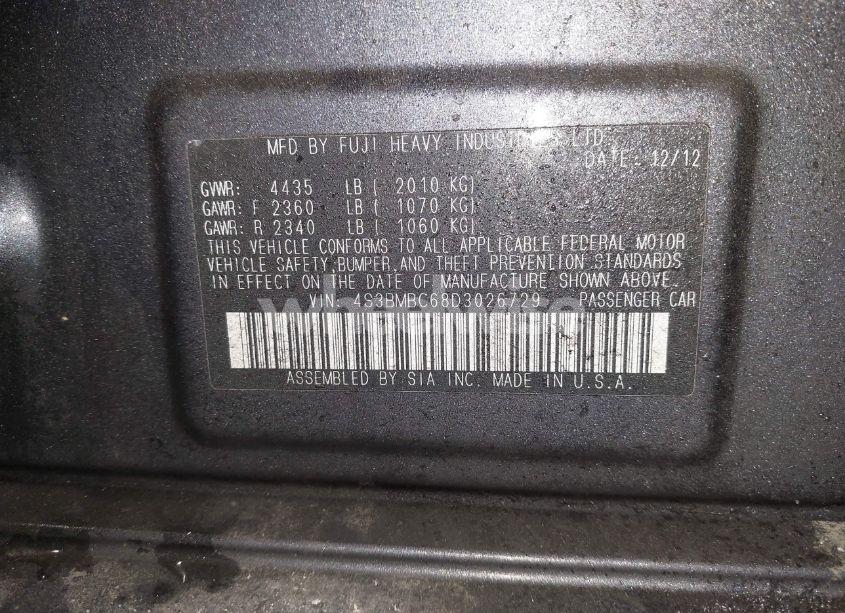 MFD BY FUJI HEAVY INDUSTRIES LTD.
DATE: 12/12
GVWR: 4435 LB ( 2010 KG)
GAWR: F 2360 LB ( 1070 KG)
GAWR: R 2340 LB ( 1060 KG)
THIS VEHICLE CONFORMS TO ALL APPLICABLE FEDERAL MOTOR
VEHICLE SAFETY, BUMPER, AND THEFT PREVENTION STANDARDS
IN EFFECT ON THE DATE OF MANUFACTURE SHOWN ABOVE.
VIN: 4S3BMBC68D3026729 PASSENGER CAR
ASSEMBLED BY SIA INC. MADE IN U.S.A.